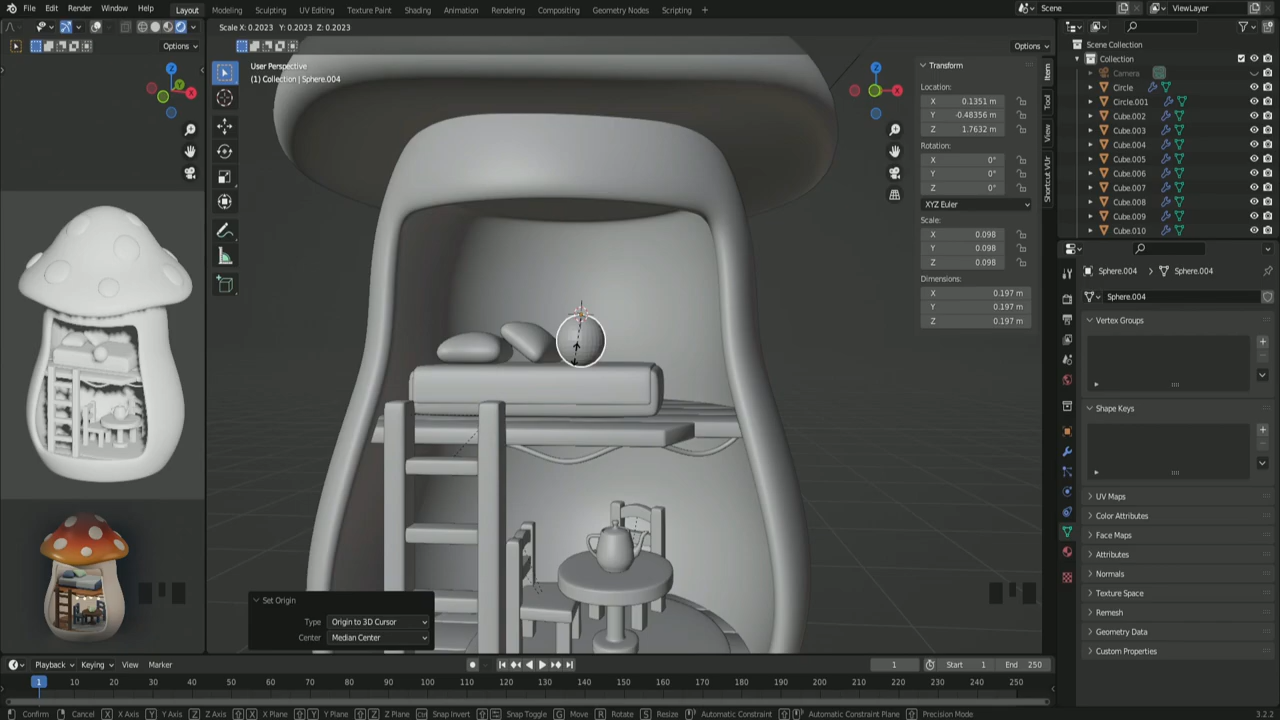 File Edit Render Window Help Layout Modeling Sculpting UV Editing Texture Paint Shading Animation Rendering Compositing Geometry Nodes Scripting + Scene ViewLayer
Scale X: 0.2023 Y: 0.2023 Z: 0.2023
Options
Options
User Perspective
(1) Collection | Sphere.004
Z
Y
X
Z
X
Transform
Location:
X 0.1351 m
Y -0.48356 m
Z 1.7632 m
Rotation:
X 0°
Y 0°
Z 0°
XYZ Euler
Scale:
X 0.098
Y 0.098
Z 0.098
Dimensions:
X 0.197 m
Y 0.197 m
Z 0.197 m
Item
Tool
View
Shortcut VUr
Scene Collection
Collection
Camera
Circle
Circle.001
Cube.002
Cube.003
Cube.004
Cube.005
Cube.006
Cube.007
Cube.008
Cube.009
Cube.010
Sphere.004 > Sphere.004
Sphere.004
Vertex Groups
Shape Keys
UV Maps
Color Attributes
Face Maps
Attributes
Normals
Texture Space
Remesh
Geometry Data
Custom Properties
Set Origin
Type Origin to 3D Cursor
Center Median Center
Playback Keying View Marker 1 Start 1 End 250
1 10 20 30 40 50 60 70 80 90 100 110 120 130 140 150 160 170 180 190 200 210 220 230 240 250
Confirm Cancel X X Axis Y Y Axis Z Z Axis X X Plane Y Y Plane Z Z Plane Snap Invert Snap Toggle G Move R Rotate S Resize Automatic Constraint Automatic Constraint Plane Precision Mode 3.2.2